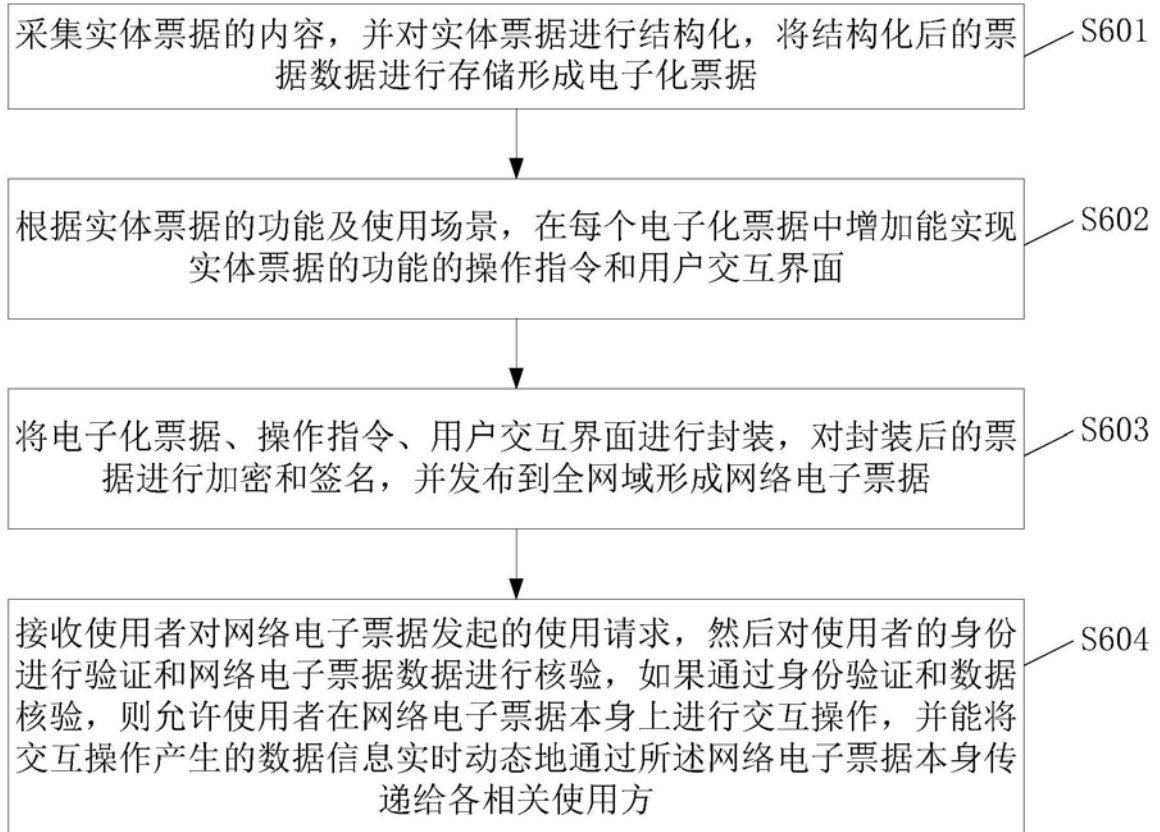 采集实体票据的内容，并对实体票据进行结构化，将结构化后的票
据数据进行存储形成电子化票据
S601
根据实体票据的功能及使用场景，在每个电子化票据中增加能实现
实体票据的功能的操作指令和用户交互界面
S602
将电子化票据、操作指令、用户交互界面进行封装，对封装后的票
据进行加密和签名，并发布到全网域形成网络电子票据
S603
接收使用者对网络电子票据发起的使用请求，然后对使用者的身份
进行验证和网络电子票据数据进行核验，如果通过身份验证和数据
核验，则允许使用者在网络电子票据本身上进行交互操作，并能将
交互操作产生的数据信息实时动态地通过所述网络电子票据本身传
递给各相关使用方
S604